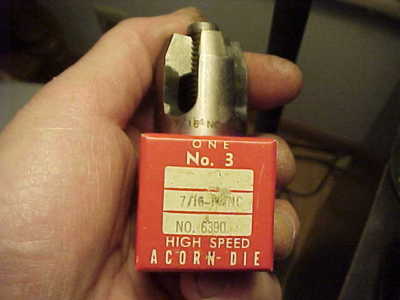 ONE
No. 3
NO. 6390
HIGH SPEED
ACORN-DIE